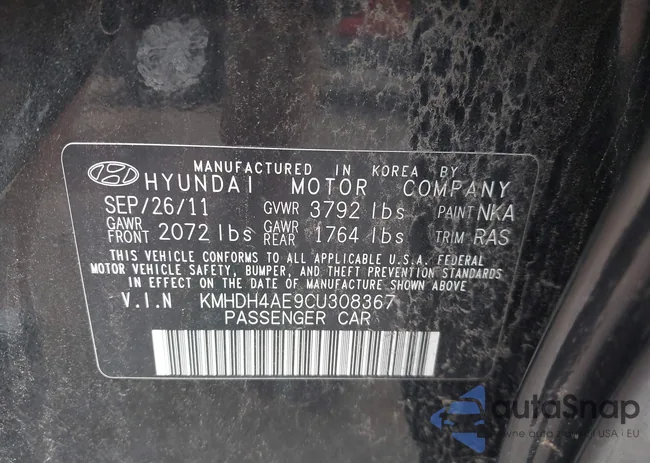 MANUFACTURED IN KOREA BY
HYUNDAI MOTOR COMPANY
SEP/26/11 GVWR 3792 lbs PAINT NKA
GAWR FRONT 2072 lbs GAWR REAR 1764 lbs TRIM RAS
THIS VEHICLE CONFORMS TO ALL APPLICABLE U.S.A. FEDERAL
MOTOR VEHICLE SAFETY, BUMPER, AND THEFT PREVENTION STANDARDS
IN EFFECT ON THE DATE OF MANUFACTURE SHOWN ABOVE.
V.I.N KMHDH4AE9CU308367
PASSENGER CAR
autoSnap
USA - EU